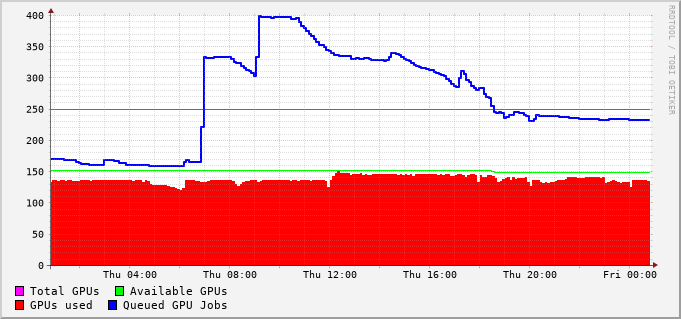 400
350
300
250
200
150
100
50
0
Thu 04:00 Thu 08:00 Thu 12:00 Thu 16:00 Thu 20:00 Fri 00:00
Total GPUs Available GPUs
GPUs used Queued GPU Jobs
RRDTOOL / TOBI OETIKER